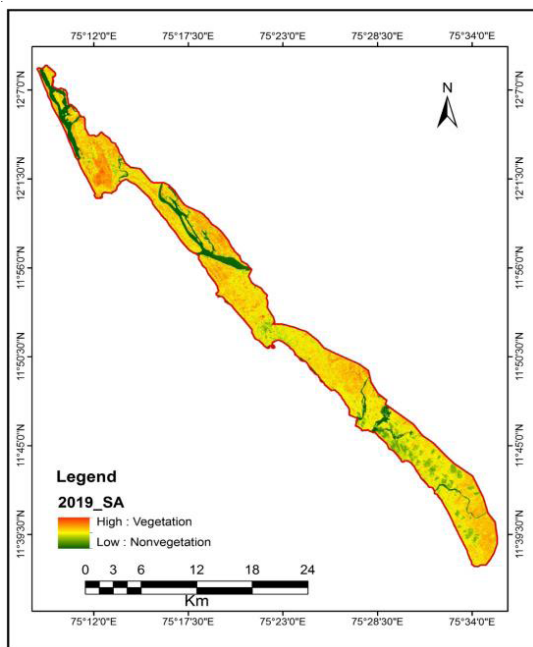 75°12'0"E 75°17'30"E 75°23'0"E 75°28'30"E 75°34'0"E
N
12°7'0"N 12°7'0"N
12°1'30"N 12°1'30"N
11°56'0"N 11°56'0"N
11°50'30"N 11°50'30"N
11°45'0"N 11°45'0"N
11°39'30"N 11°39'30"N
Legend
2019_SA
High : Vegetation
Low : Nonvegetation
0 3 6 12 18 24
Km
75°12'0"E 75°17'30"E 75°23'0"E 75°28'30"E 75°34'0"E